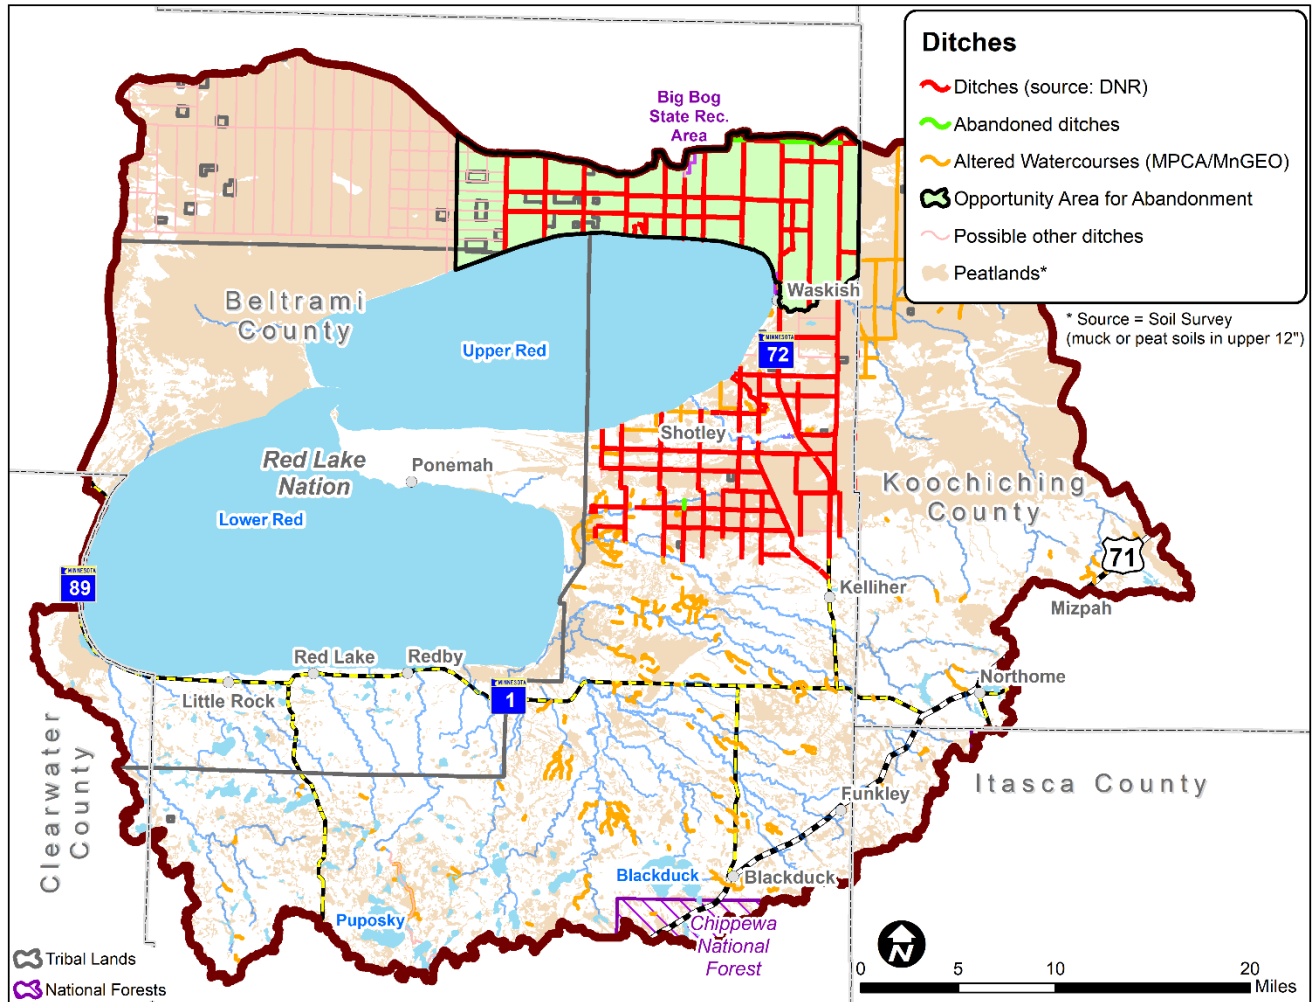 Ditches
Ditches (source: DNR)
Abandoned ditches
Altered Watercourses (MPCA/MnGEO)
Opportunity Area for Abandonment
Possible other ditches
Peatlands*
* Source = Soil Survey
(muck or peat soils in upper 12")
Big Bog
State Rec.
Area
Beltrami
County
Waskish
Upper Red
MINNESOTA
72
Shotley
Red Lake
Nation
Ponemah
Koochiching
County
Lower Red
MINNESOTA
89
71
Kelliher
Mizpah
Red Lake
Redby
Little Rock
MINNESOTA
1
Northome
Clearwater
County
Itasca County
Funkley
Blackduck
Blackduck
Puposky
Chippewa
National
Forest
Tribal Lands
National Forests
N
0 5 10 20
Miles